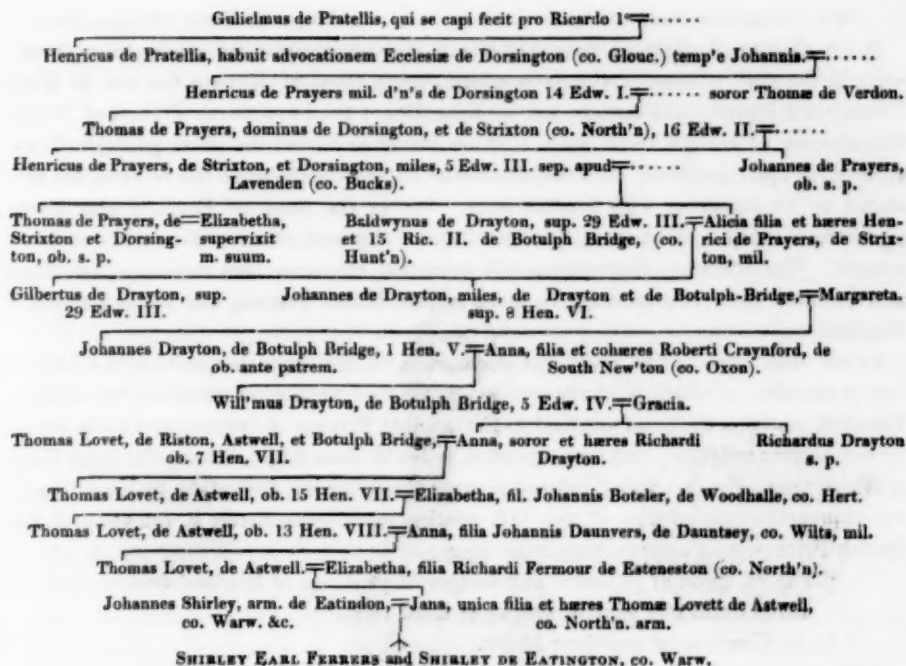 Gulielmus de Pratellis, qui se capi fecit pro Ricardo 1°
Henricus de Pratellis, habuit advocationem Ecclesiæ de Dorsington (co. Glouc.) temp'e Johannis.
Henricus de Prayers mil. d'n's de Dorsington 14 Edw. I. soror Thomæ de Verdon.
Thomas de Prayers, dominus de Dorsington, et de Strixton (co. North'n), 16 Edw. II.
Henricus de Prayers, de Strixton, et Dorsington, miles, 5 Edw. III. sep. apud Johannes de Prayers,
Lavenden (co. Bucks). ob. s. p.
Thomas de Prayers, de Elizabetha, Baldwynus de Drayton, sup. 29 Edw. III. Alicia filia et hæres Hen-
Strixton et Dorsing- supervixit et 15 Ric. II. de Botulph Bridge, (co. rici de Prayers, de Strix-
ton, ob. s. p. m. suum. Hunt'n). ton, mil.
Gilbertus de Drayton, sup. Johannes de Drayton, miles, de Drayton et de Botulph-Bridge, Margareta.
29 Edw. III. sup. 8 Hen. VI.
Johannes Drayton, de Botulph Bridge, 1 Hen. V. Anna, filia et cohæres Roberti Craynford, de
ob. ante patrem. South New'ton (co. Oxon).
Will'mus Drayton, de Botulph Bridge, 5 Edw. IV. Gracia.
Thomas Lovet, de Riston, Astwell, et Botulph Bridge, Anna, soror et hæres Richardi Richardus Drayton
ob. 7 Hen. VII. Drayton. s. p.
Thomas Lovet, de Astwell, ob. 15 Hen. VII. Elizabetha, fil. Johannis Boteler, de Woodhalle, co. Hert.
Thomas Lovet, de Astwell, ob. 13 Hen. VIII. Anna, filia Johannis Daunvers, de Dauntsey, co. Wilts, mil.
Thomas Lovet, de Astwell. Elizabetha, filia Richardi Fermour de Esteneston (co. North'n).
Johannes Shirley, arm. de Eatindon, Jana, unica filia et hæres Thomæ Lovett de Astwell,
co. Warw. &c. co. North'n. arm.
SHIRLEY EARL FERRERS and SHIRLEY DE EATINGTON, co. Warw.